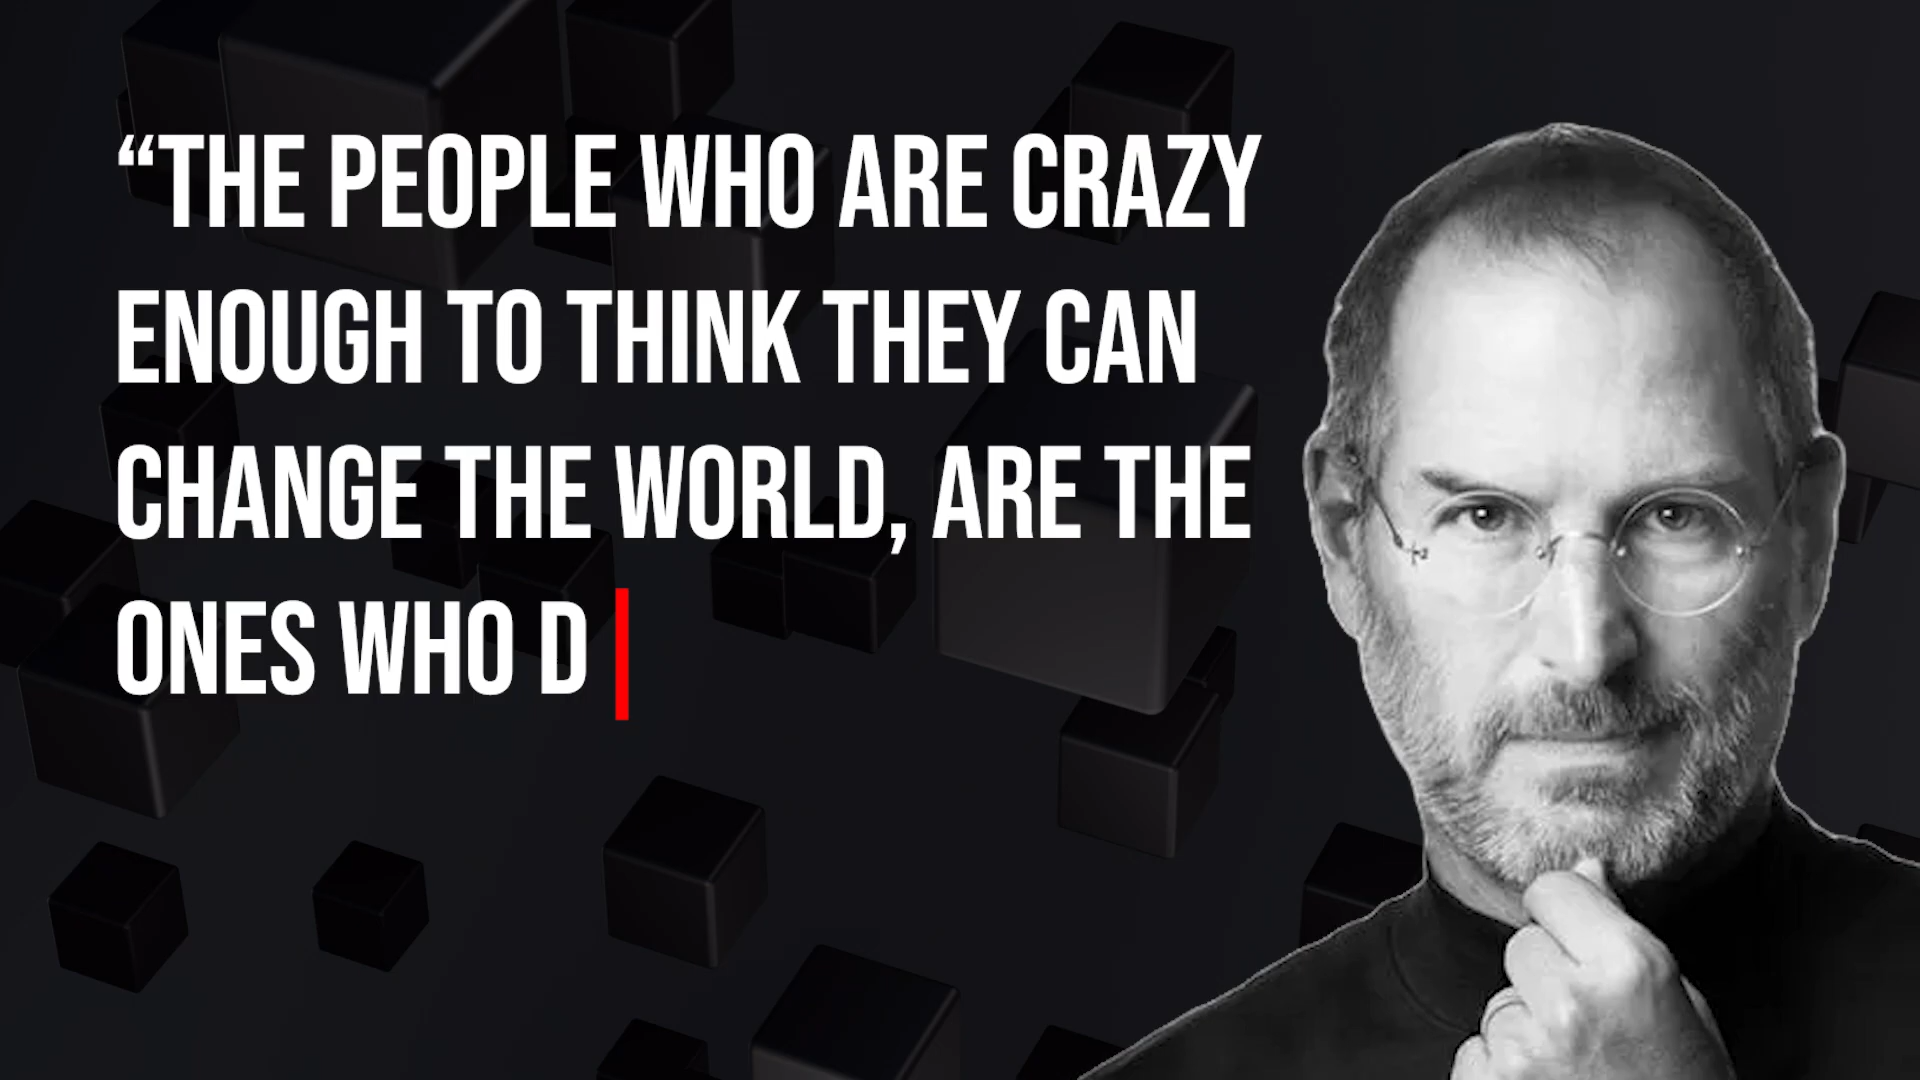 “THE PEOPLE WHO ARE CRAZY
ENOUGH TO THINK THEY CAN
CHANGE THE WORLD, ARE THE
ONES WHO D